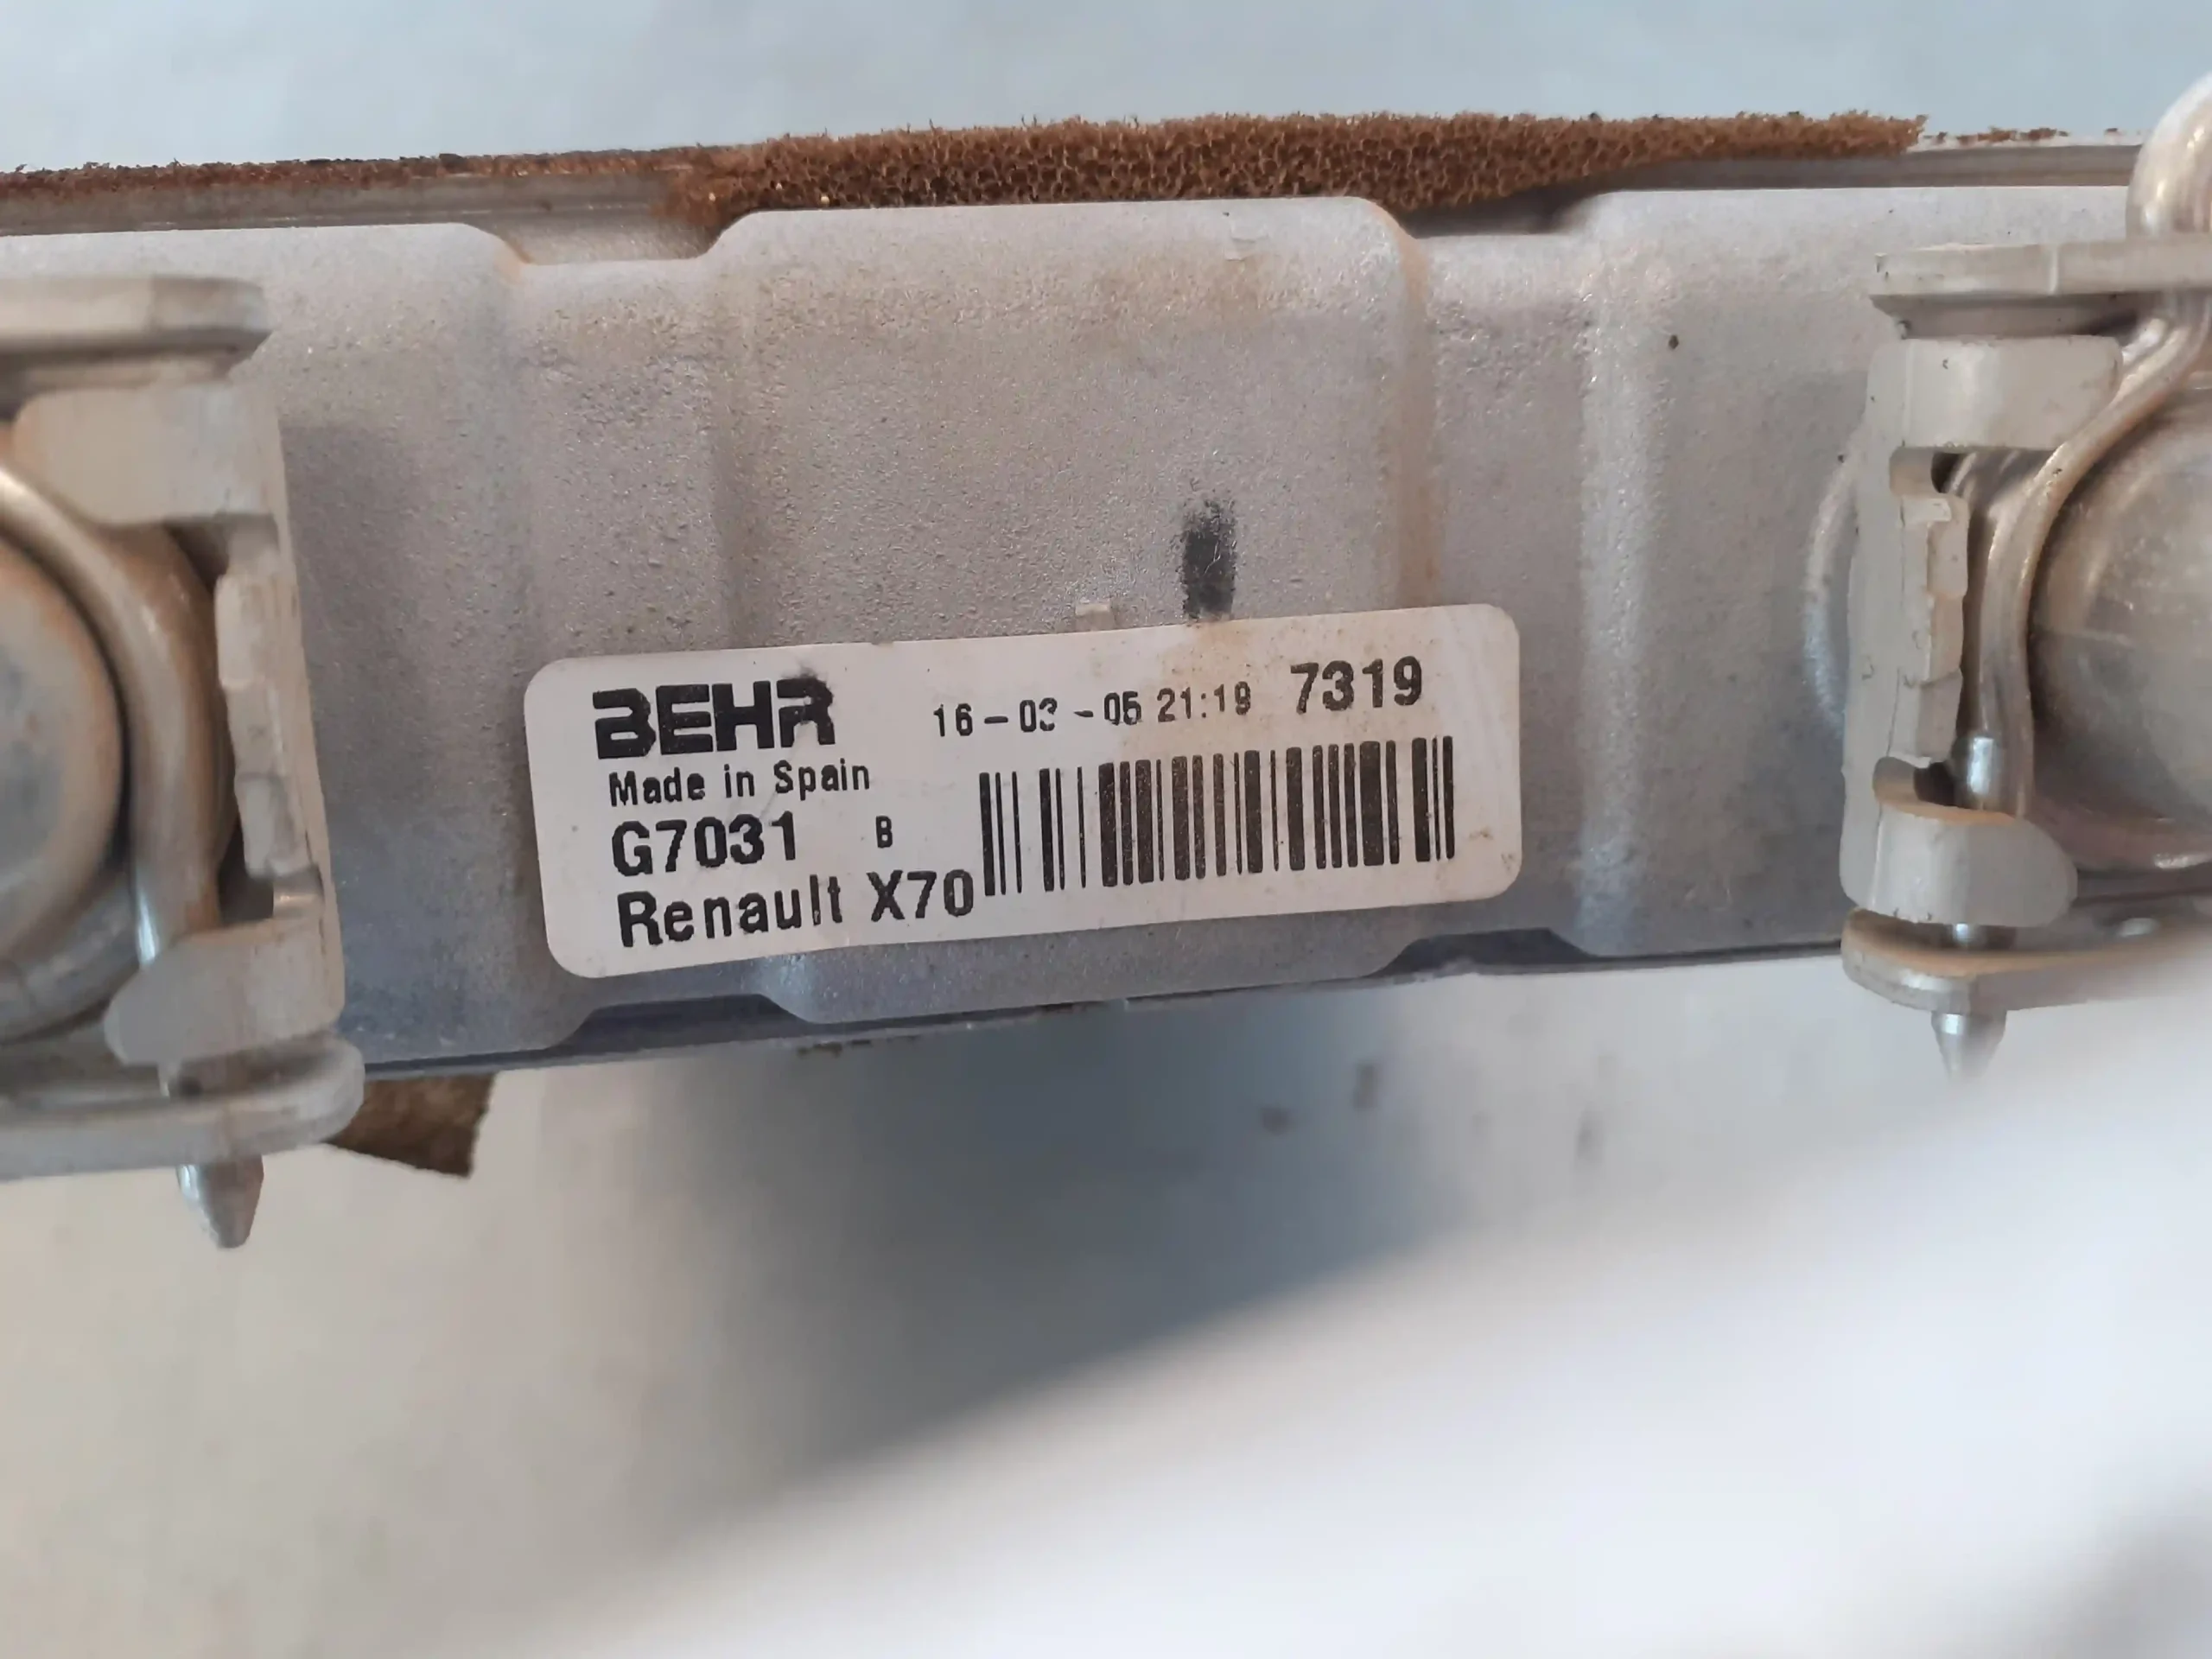 BEHR 16-03-05 21:19 7319
Made in Spain
G7031 B
Renault X70